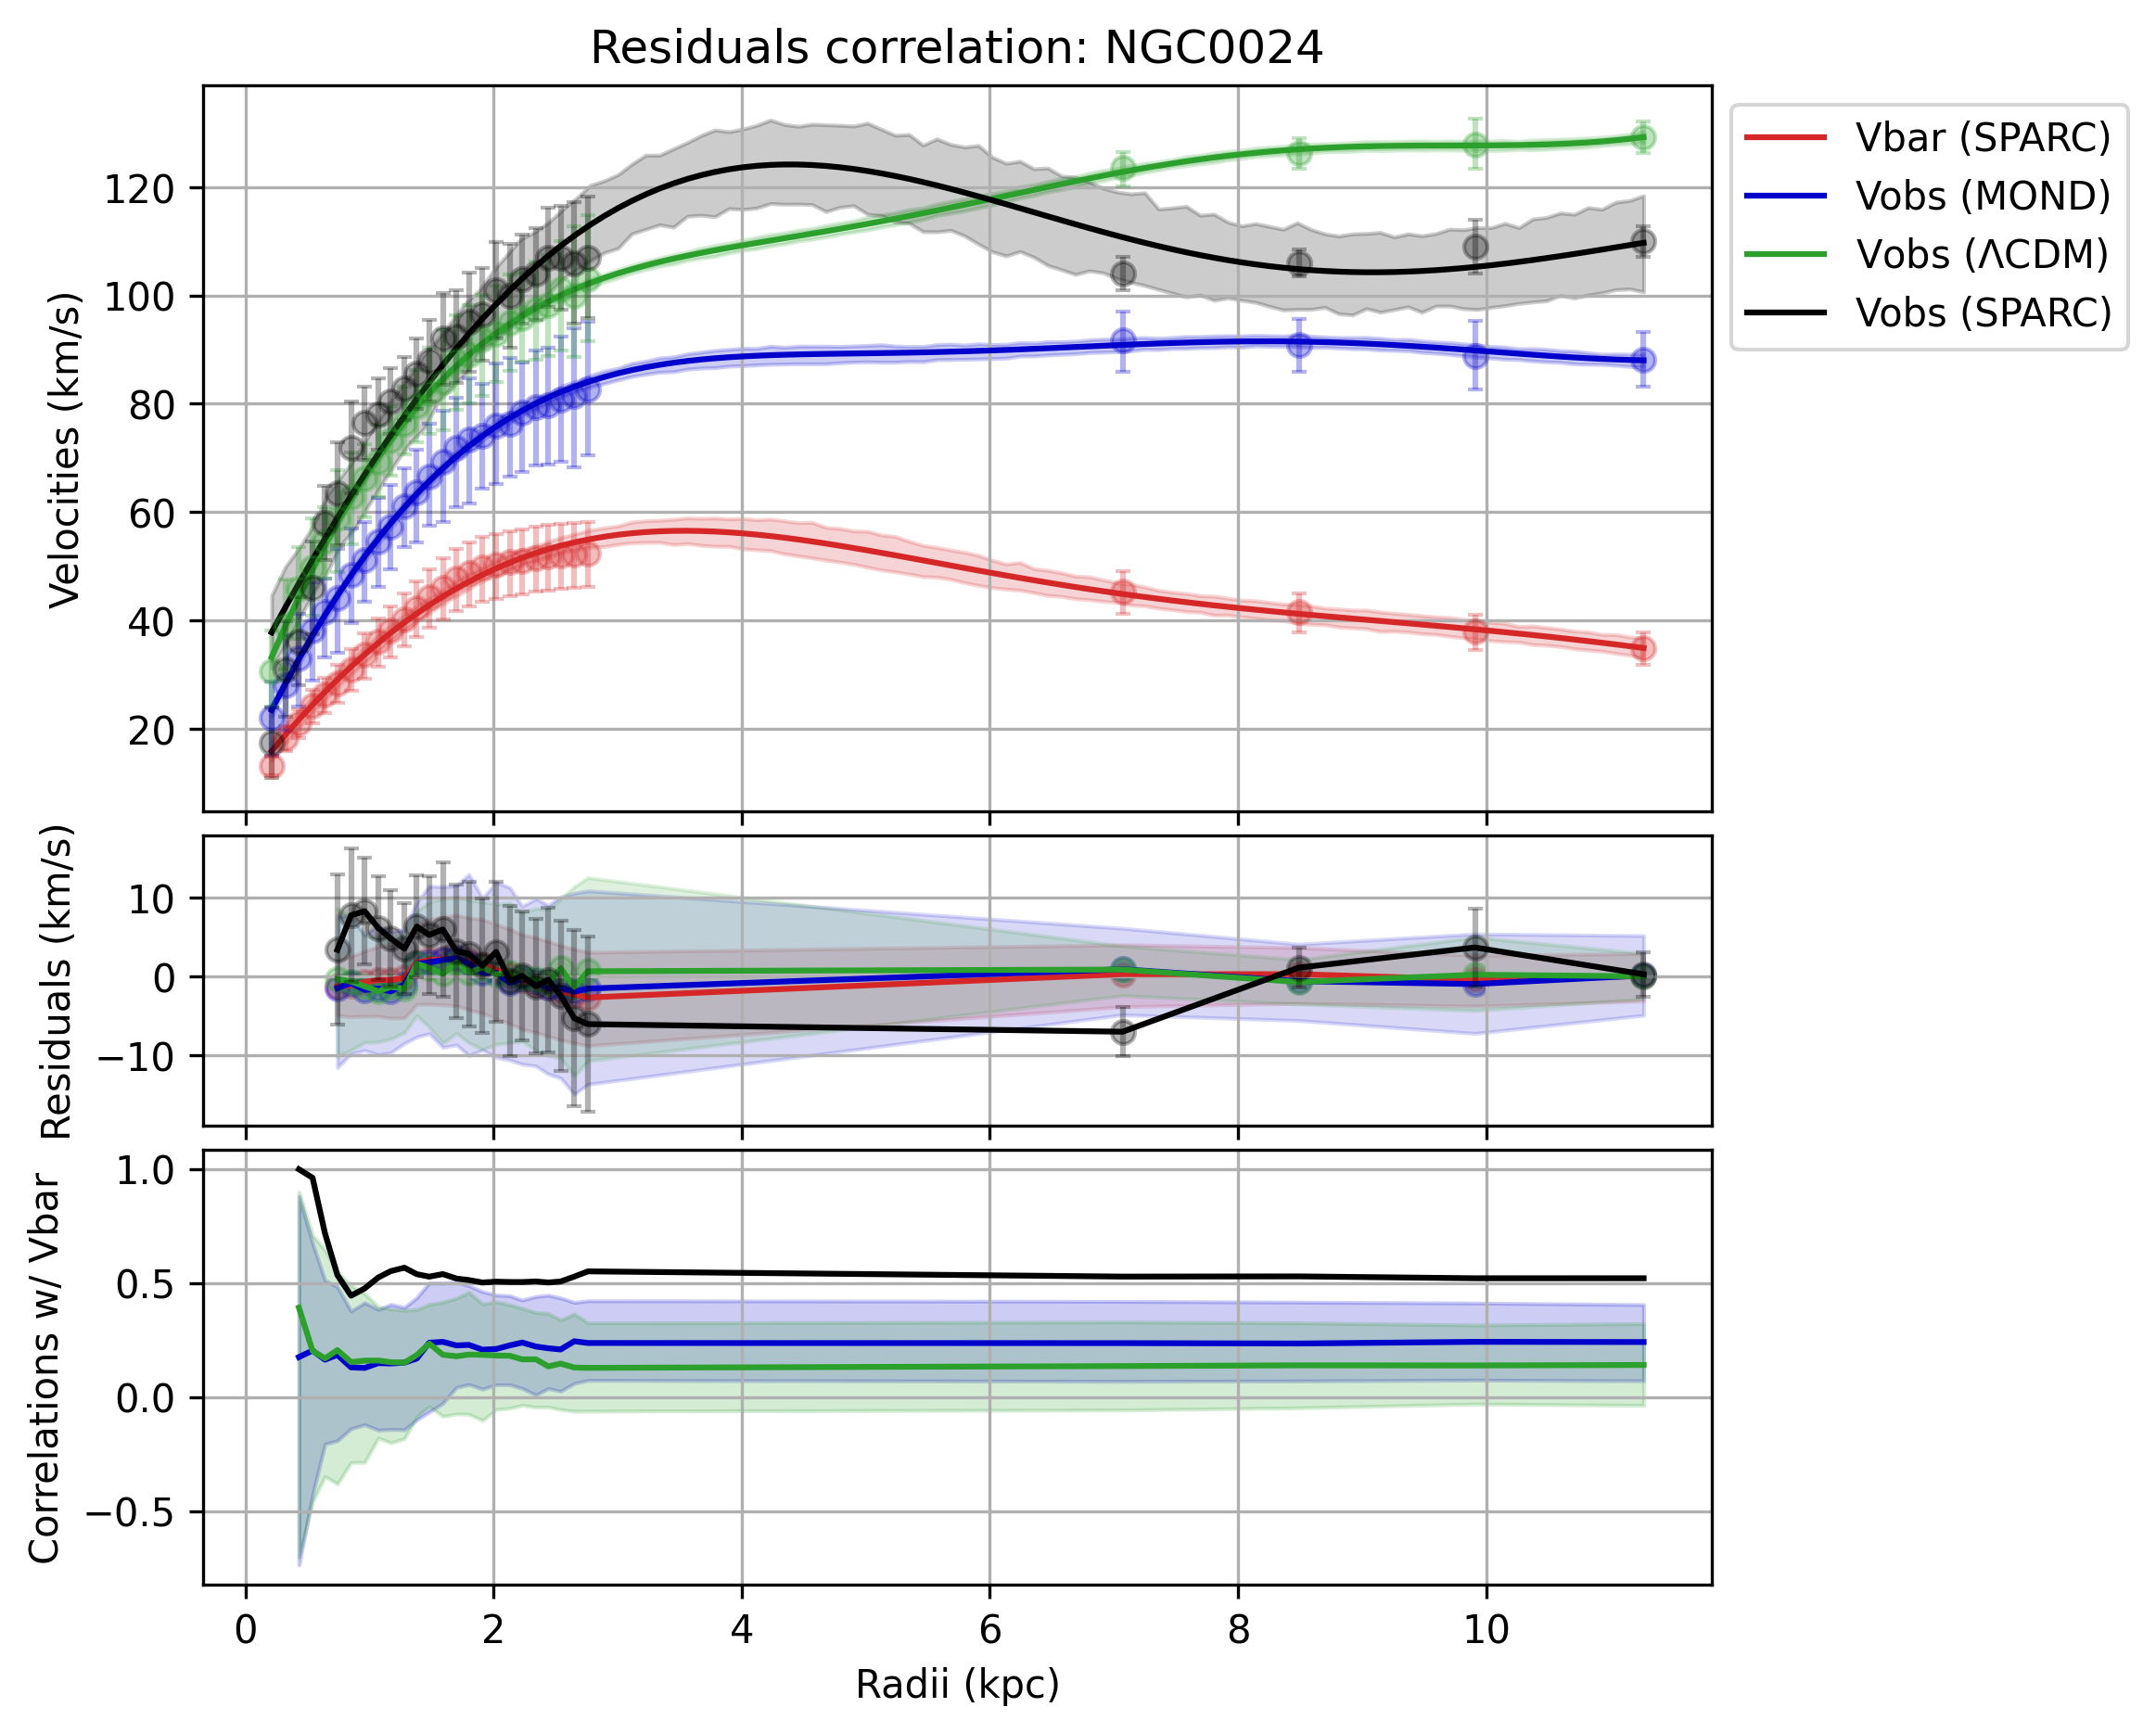 Residuals correlation: NGC0024
Vbar (SPARC)
Vobs (MOND)
Vobs (ΛCDM)
Vobs (SPARC)
Velocities (km/s)
120
100
80
60
40
20
Residuals (km/s)
10
0
−10
Correlations w/ Vbar
1.0
0.5
0.0
−0.5
0 2 4 6 8 10
Radii (kpc)